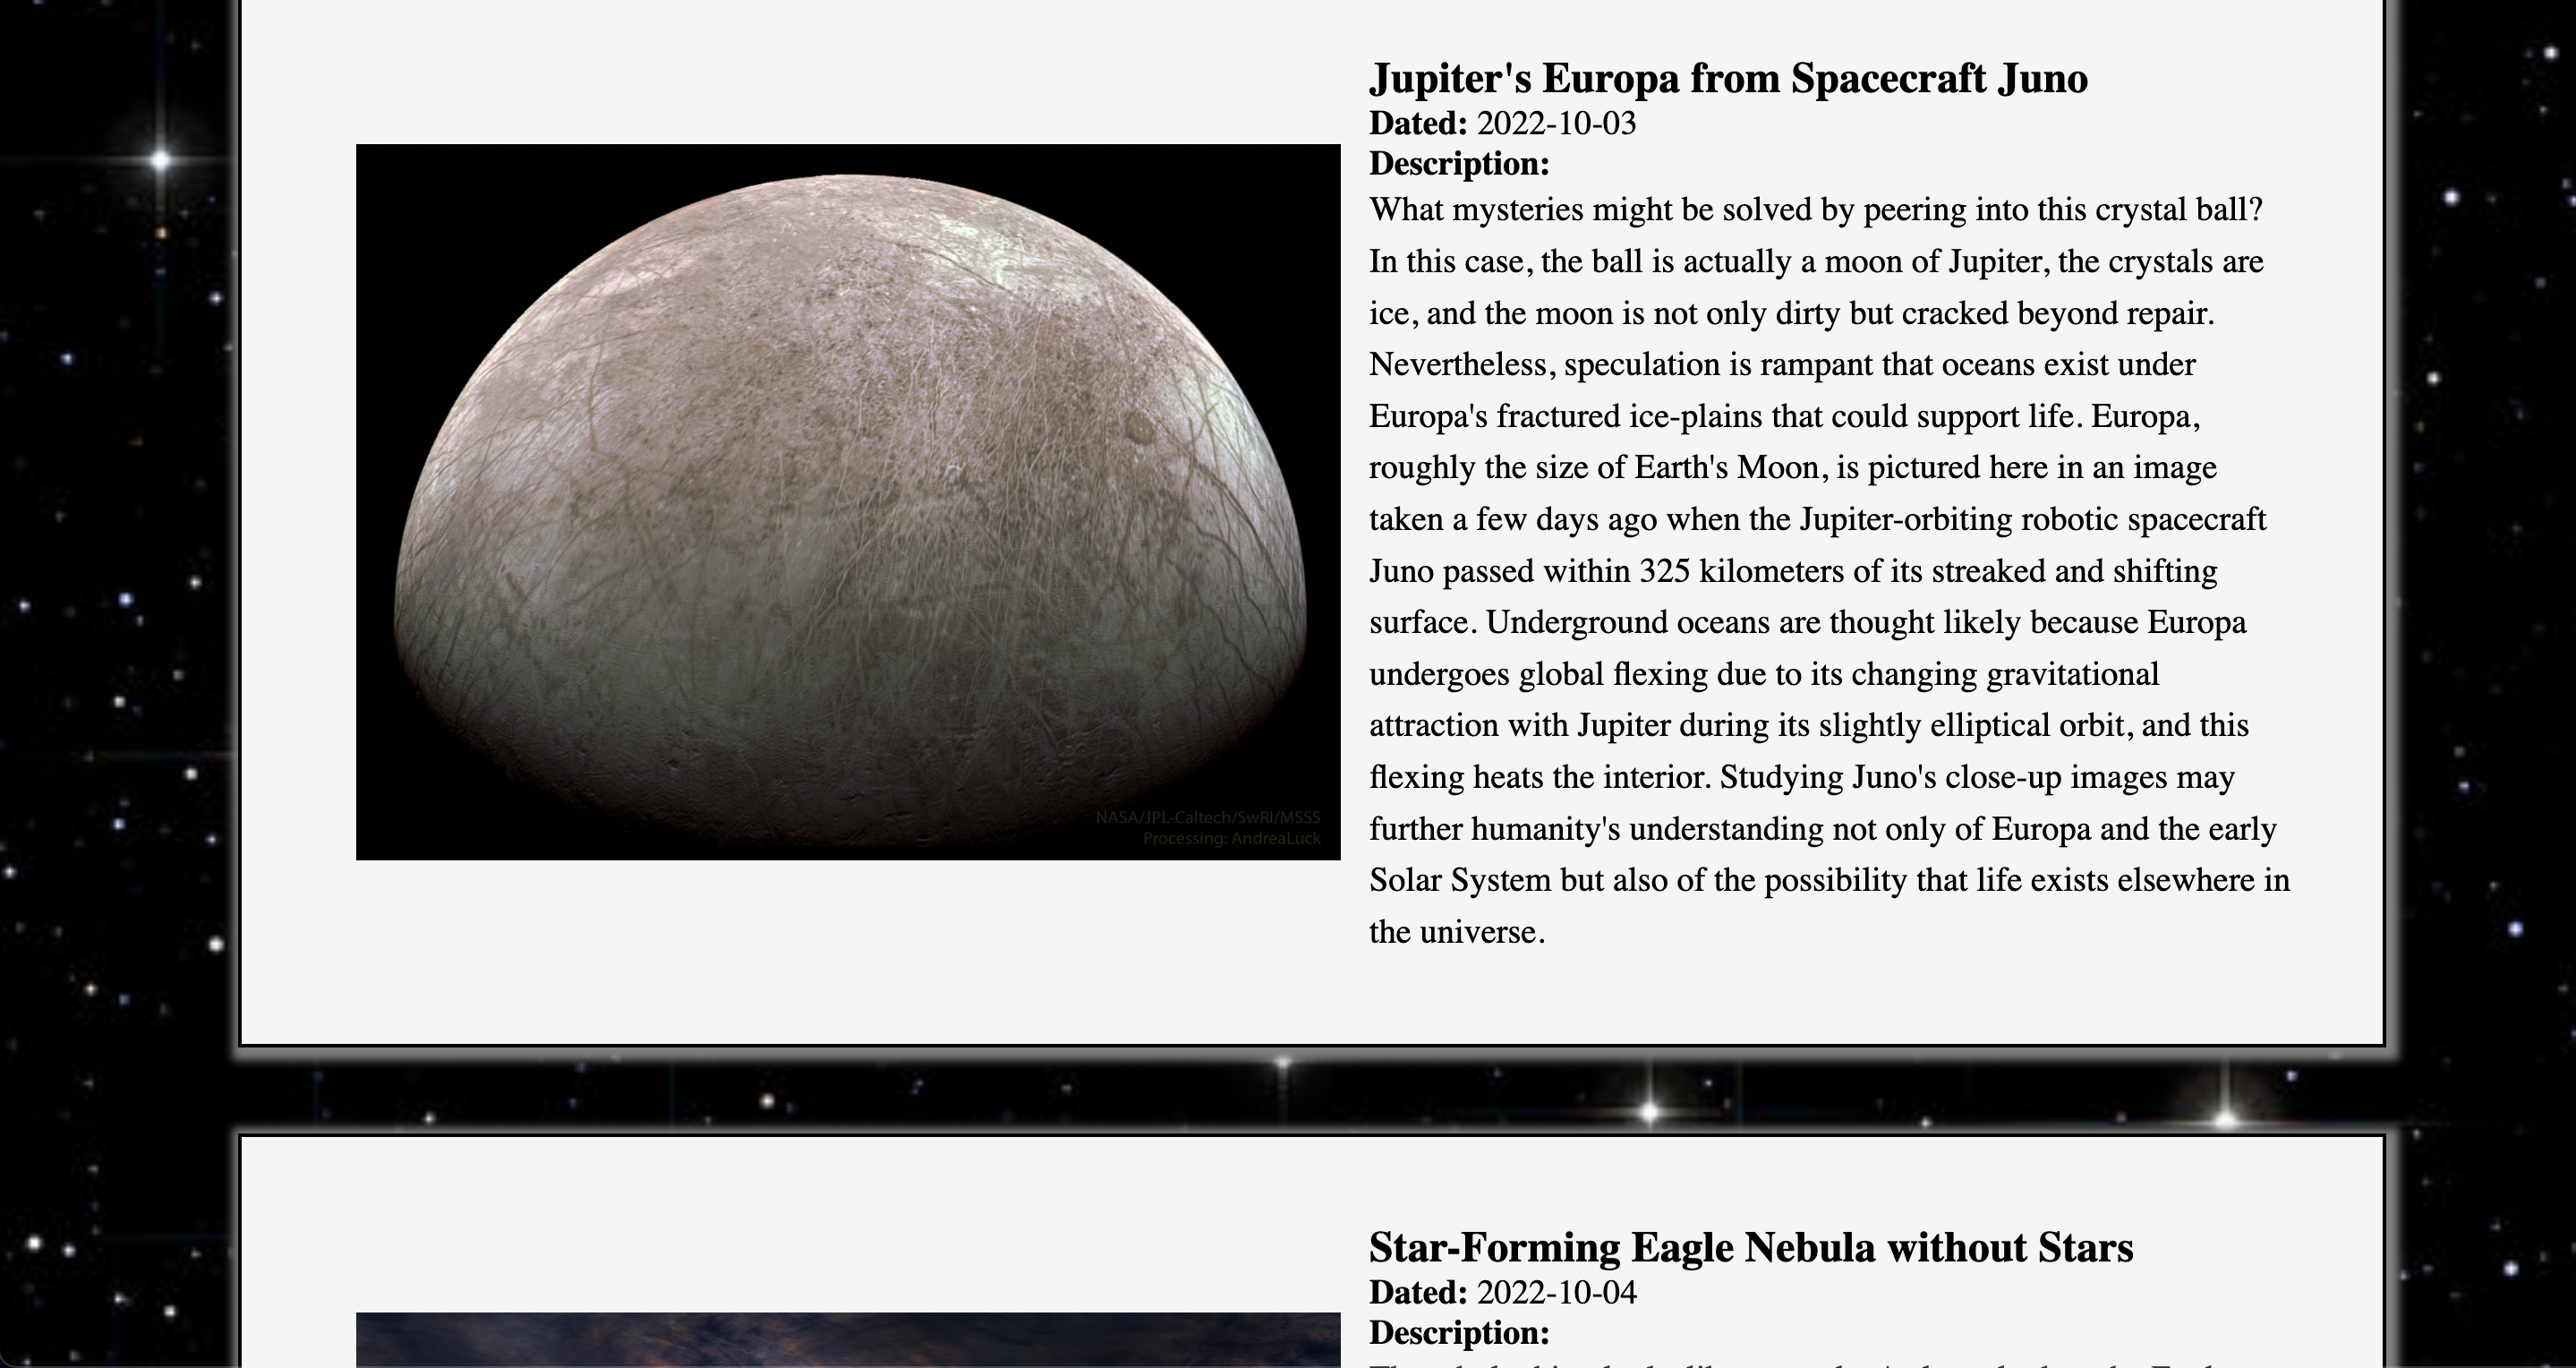 Jupiter's Europa from Spacecraft Juno
Dated: 2022-10-03
Description:
What mysteries might be solved by peering into this crystal ball?
In this case, the ball is actually a moon of Jupiter, the crystals are
ice, and the moon is not only dirty but cracked beyond repair.
Nevertheless, speculation is rampant that oceans exist under
Europa's fractured ice-plains that could support life. Europa,
roughly the size of Earth's Moon, is pictured here in an image
taken a few days ago when the Jupiter-orbiting robotic spacecraft
Juno passed within 325 kilometers of its streaked and shifting
surface. Underground oceans are thought likely because Europa
undergoes global flexing due to its changing gravitational
attraction with Jupiter during its slightly elliptical orbit, and this
flexing heats the interior. Studying Juno's close-up images may
further humanity's understanding not only of Europa and the early
Solar System but also of the possibility that life exists elsewhere in
the universe.
NASA/JPL-Caltech/SwRI/MSSS
Processing: AndreaLuck
Star-Forming Eagle Nebula without Stars
Dated: 2022-10-04
Description: